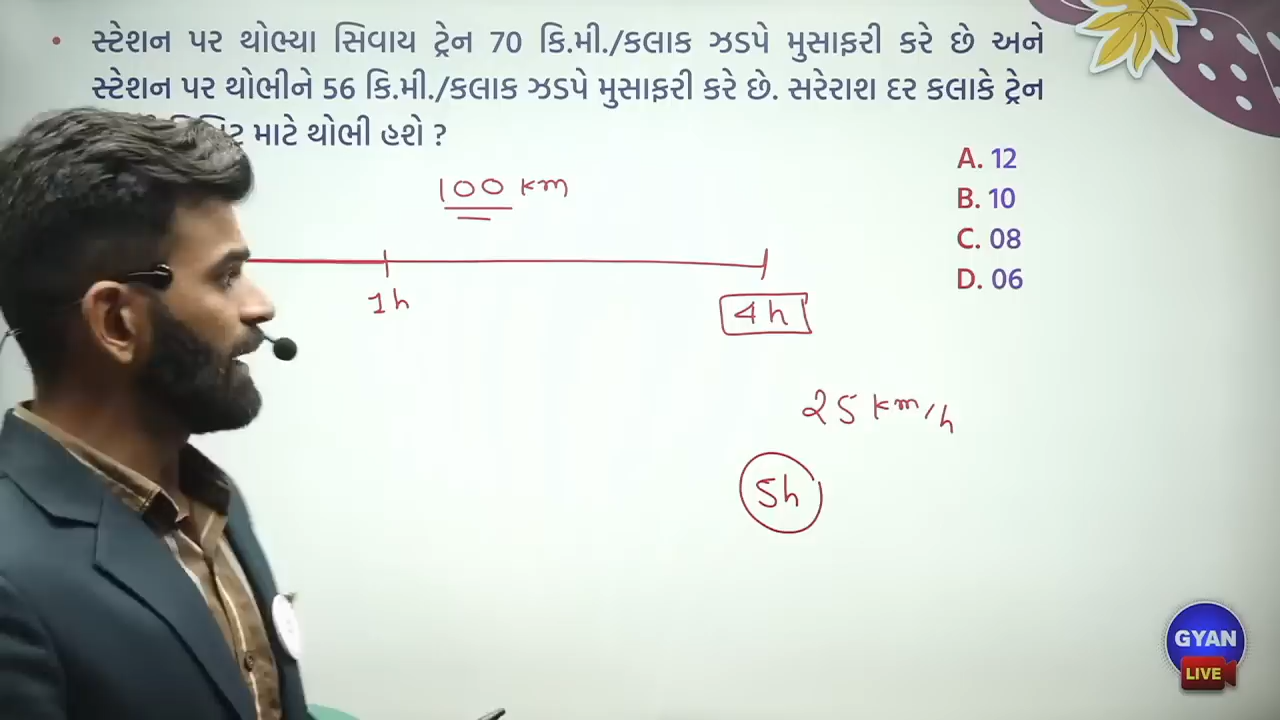 • સ્ટેશન પર થોભ્યા સિવાય ટ્રેન 70 કિ.મી./કલાક ઝડપે મુસાફરી કરે છે અને
સ્ટેશન પર થોભીને 56 કિ.મી./કલાક ઝડપે મુસાફરી કરે છે. સરેરાશ દર કલાકે ટ્રેન
માટે થોભી હશે ?
A. 12
B. 10
C. 08
D. 06
100 km
1h
4h
25 km/h
5h
GYAN
LIVE